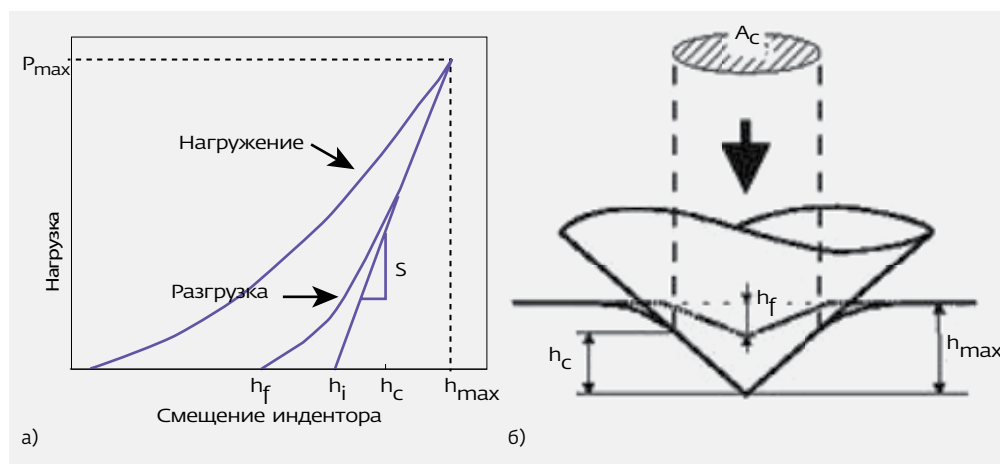 Pmax
Нагружение
Нагрузка
S
Разгрузка
hf
hi
hc
hmax
Смещение индентора
а)
Ac
hf
hc
hmax
б)